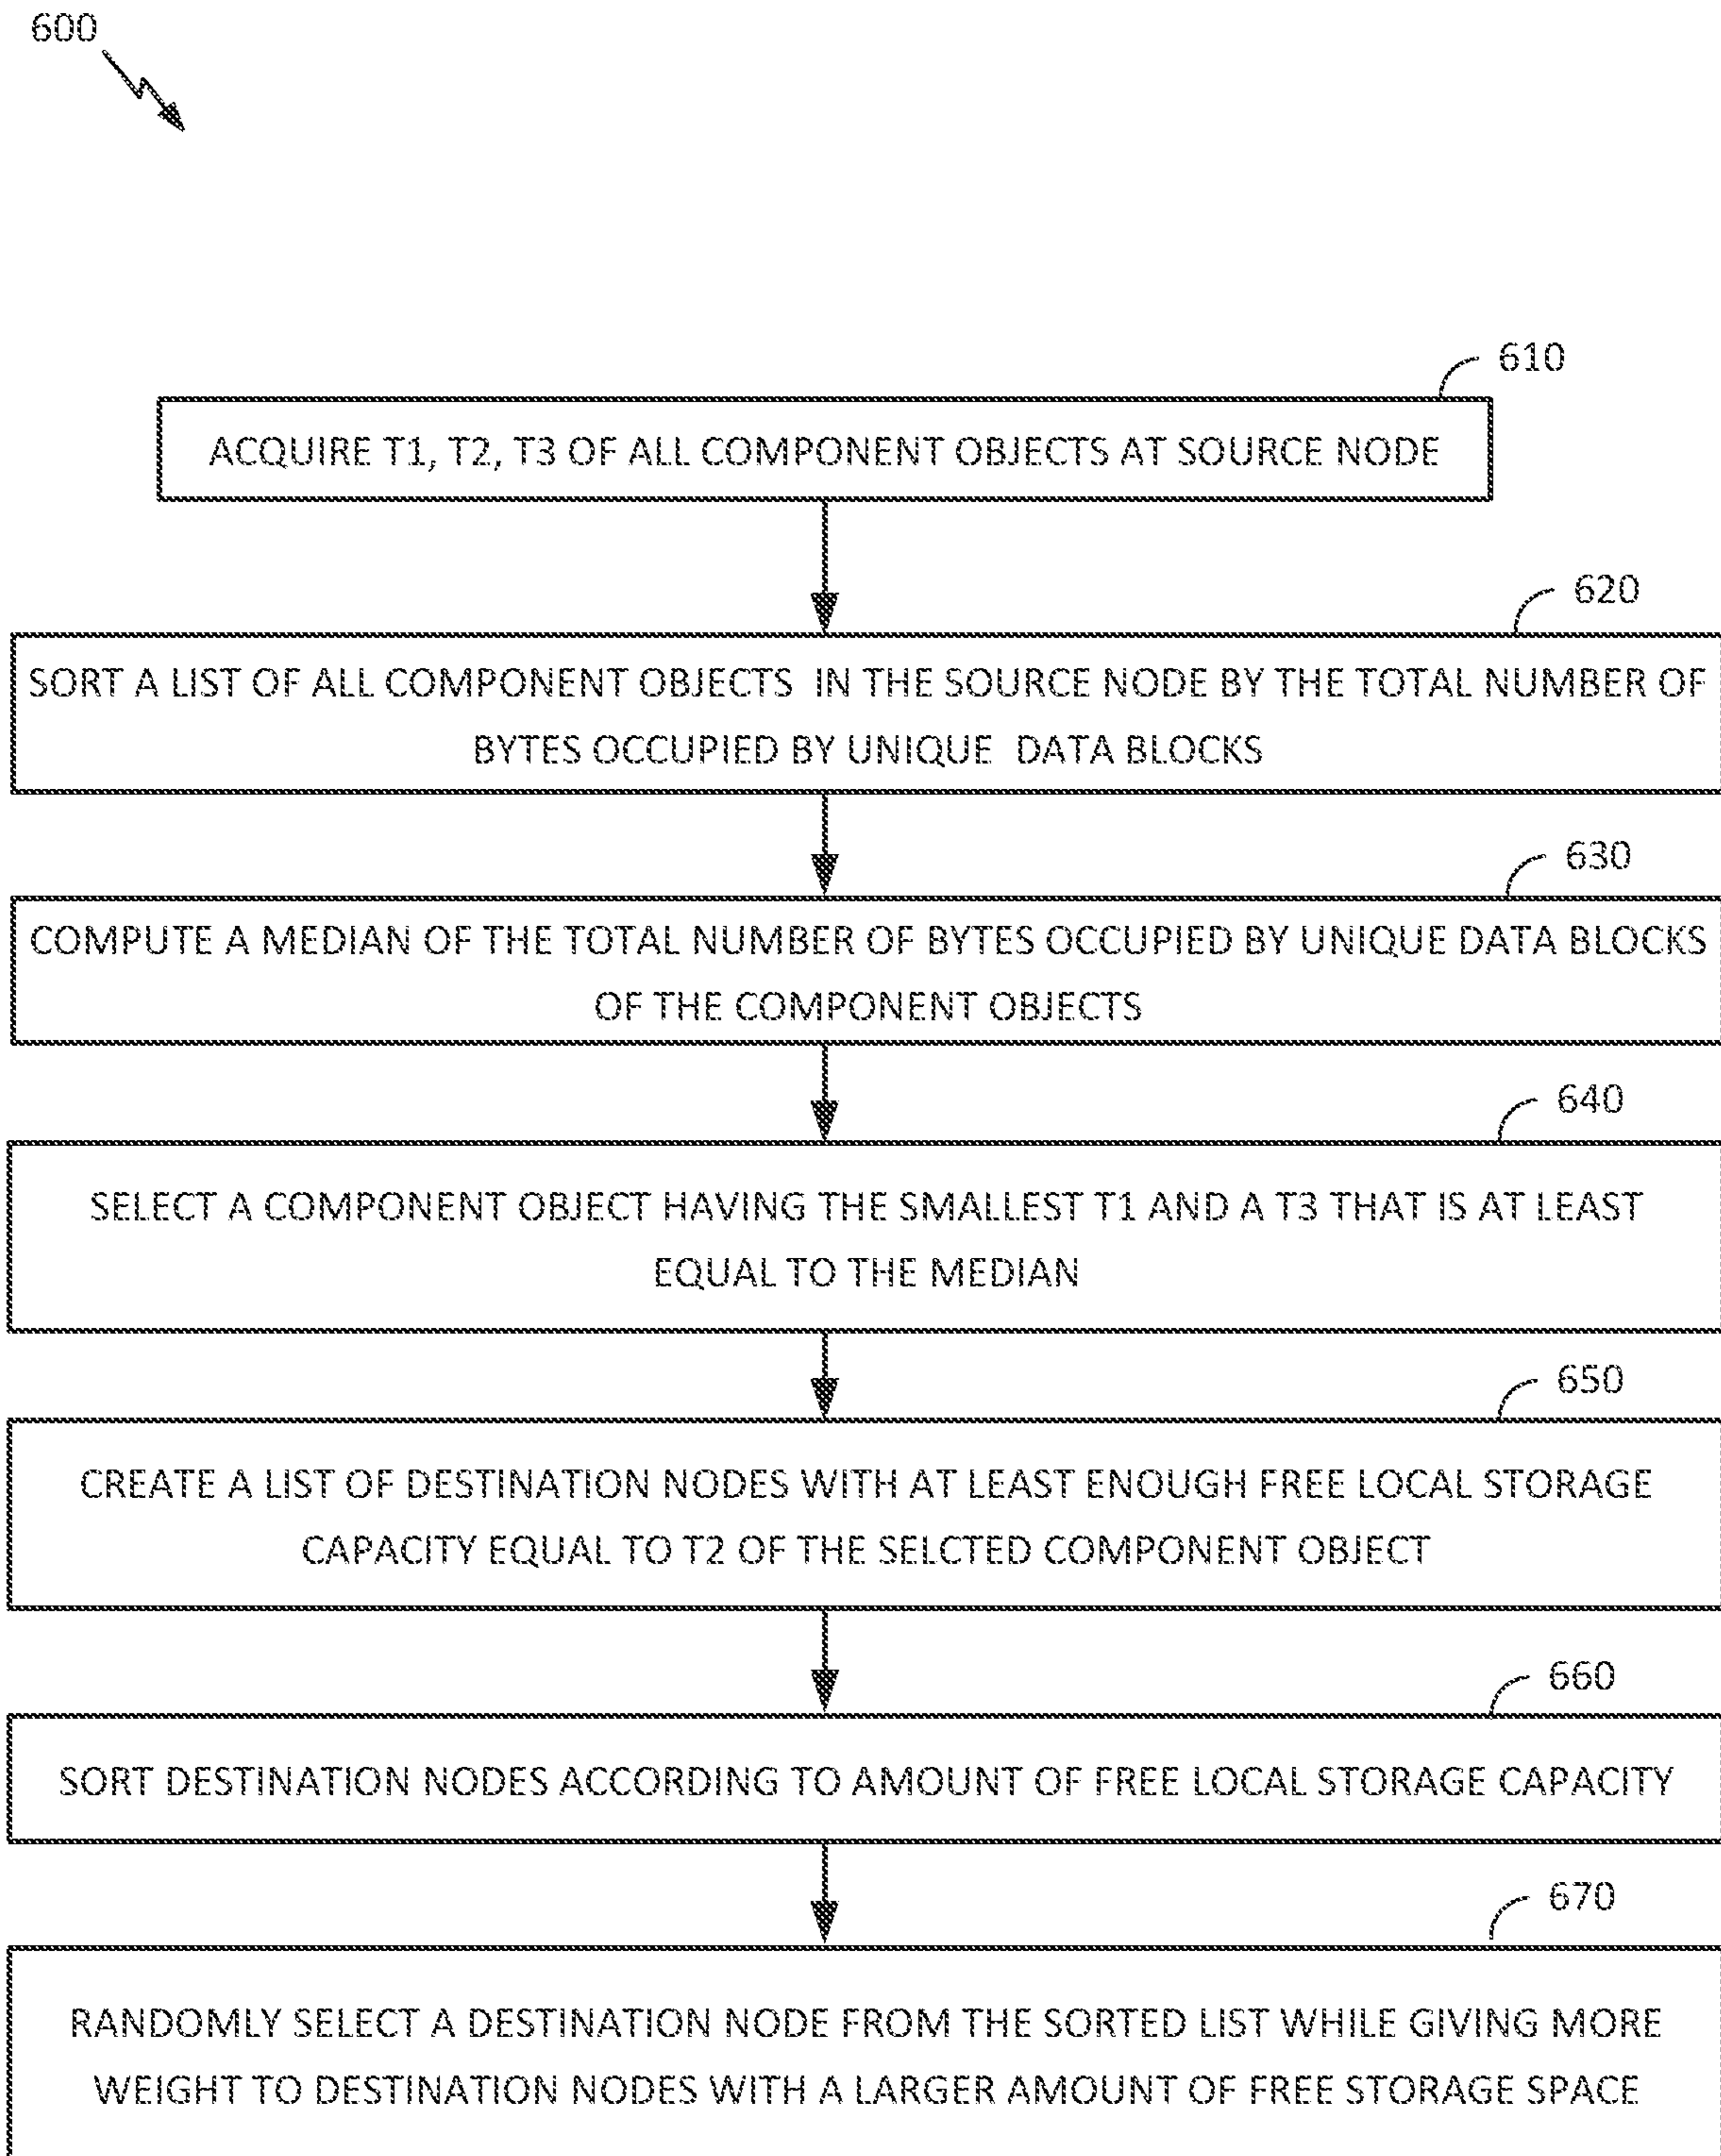 600
610
ACQUIRE T1, T2, T3 OF ALL COMPONENT OBJECTS AT SOURCE NODE
620
SORT A LIST OF ALL COMPONENT OBJECTS IN THE SOURCE NODE BY THE TOTAL NUMBER OF
BYTES OCCUPIED BY UNIQUE DATA BLOCKS
630
COMPUTE A MEDIAN OF THE TOTAL NUMBER OF BYTES OCCUPIED BY UNIQUE DATA BLOCKS
OF THE COMPONENT OBJECTS
640
SELECT A COMPONENT OBJECT HAVING THE SMALLEST T1 AND A T3 THAT IS AT LEAST
EQUAL TO THE MEDIAN
650
CREATE A LIST OF DESTINATION NODES WITH AT LEAST ENOUGH FREE LOCAL STORAGE
CAPACITY EQUAL TO T2 OF THE SELCTED COMPONENT OBJECT
660
SORT DESTINATION NODES ACCORDING TO AMOUNT OF FREE LOCAL STORAGE CAPACITY
670
RANDOMLY SELECT A DESTINATION NODE FROM THE SORTED LIST WHILE GIVING MORE
WEIGHT TO DESTINATION NODES WITH A LARGER AMOUNT OF FREE STORAGE SPACE